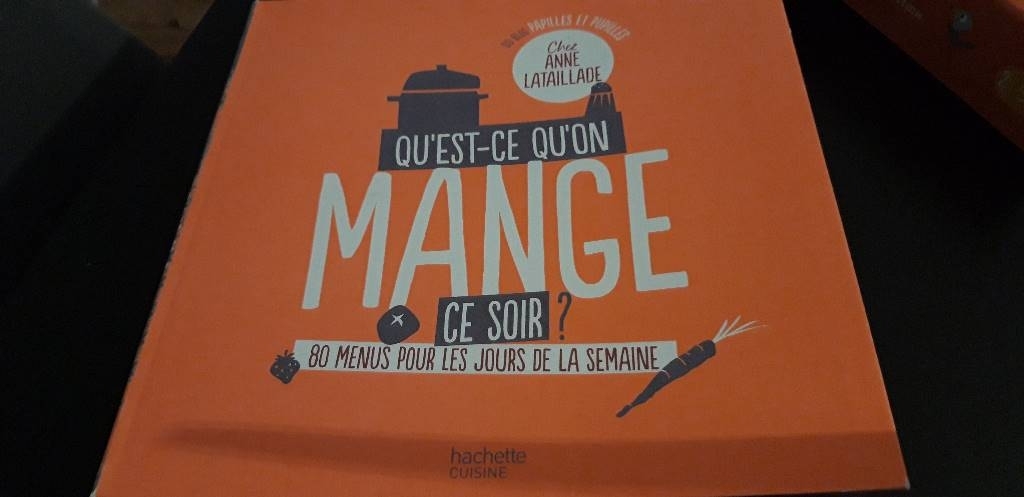 DU BLOG PAPILLES ET PUPILLES
Chez
ANNE
LATAILLADE
QU'EST-CE QU'ON
MANGE
CE SOIR ?
80 MENUS POUR LES JOURS DE LA SEMAINE
hachette
CUISINE